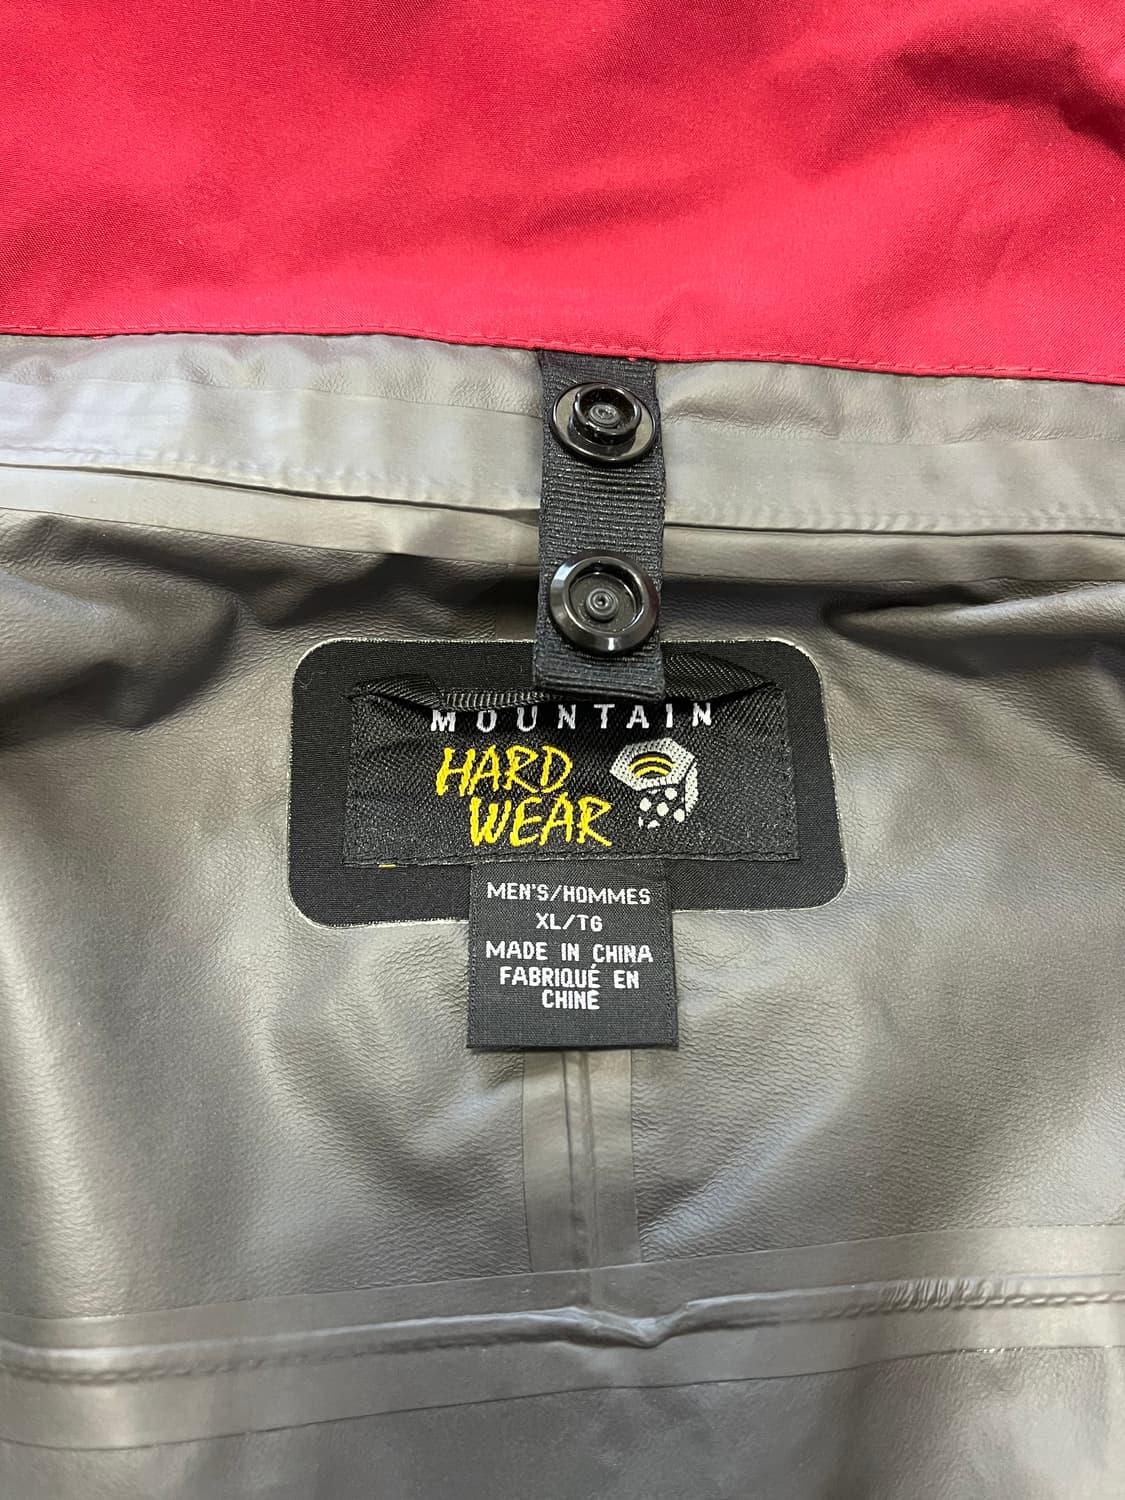 MOUNTAIN
HARD
WEAR
MEN'S/HOMMES
XL/TG
MADE IN CHINA
FABRIQUÉ EN
CHINE